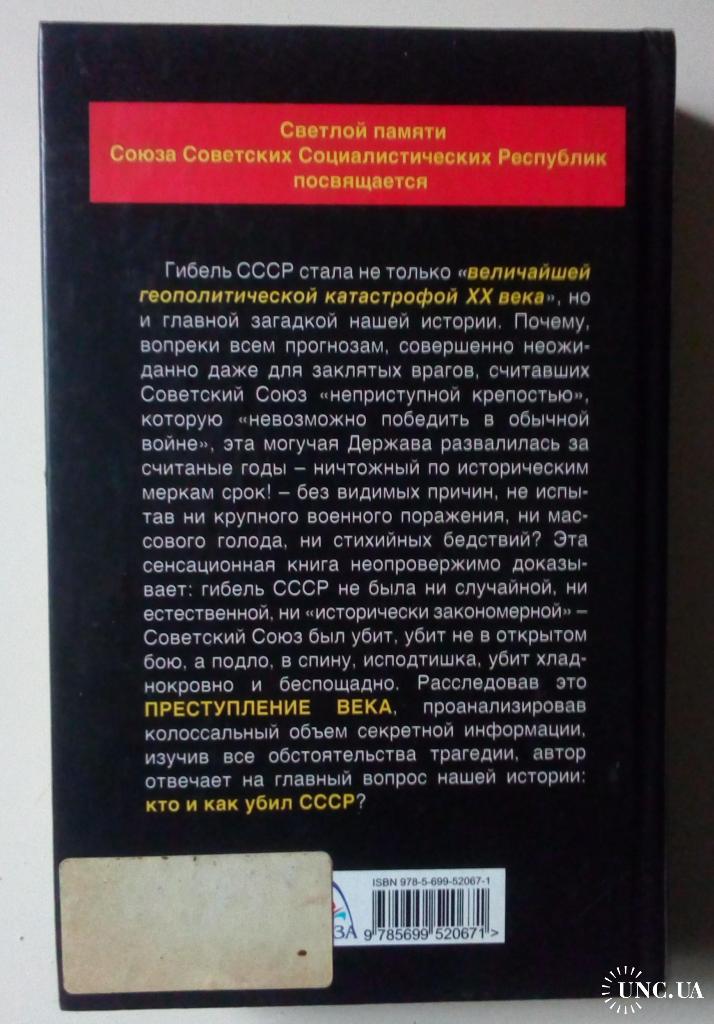 Светлой памяти
Союза Советских Социалистических Республик
посвящается
Гибель СССР стала не только «величайшей
геополитической катастрофой XX века», но
и главной загадкой нашей истории. Почему,
вопреки всем прогнозам, совершенно неожи-
данно даже для заклятых врагов, считавших
Советский Союз «неприступной крепостью»,
которую «невозможно победить в обычной
войне», эта могучая Держава развалилась за
считаные годы – ничтожный по историческим
меркам срок! – без видимых причин, не испы-
тав ни крупного военного поражения, ни мас-
сового голода, ни стихийных бедствий? Эта
сенсационная книга неопровержимо доказы-
вает: гибель СССР не была ни случайной, ни
естественной, ни «исторически закономерной» –
Советский Союз был убит, убит не в открытом
бою, а подло, в спину, исподтишка, убит хлад-
нокровно и беспощадно. Расследовав это
ПРЕСТУПЛЕНИЕ ВЕКА, проанализировав
колоссальный объем секретной информации,
изучив все обстоятельства трагедии, автор
отвечает на главный вопрос нашей истории:
кто и как убил СССР?
ISBN 978-5-699-52067-1
9 785699 520671 >
UNC.UA